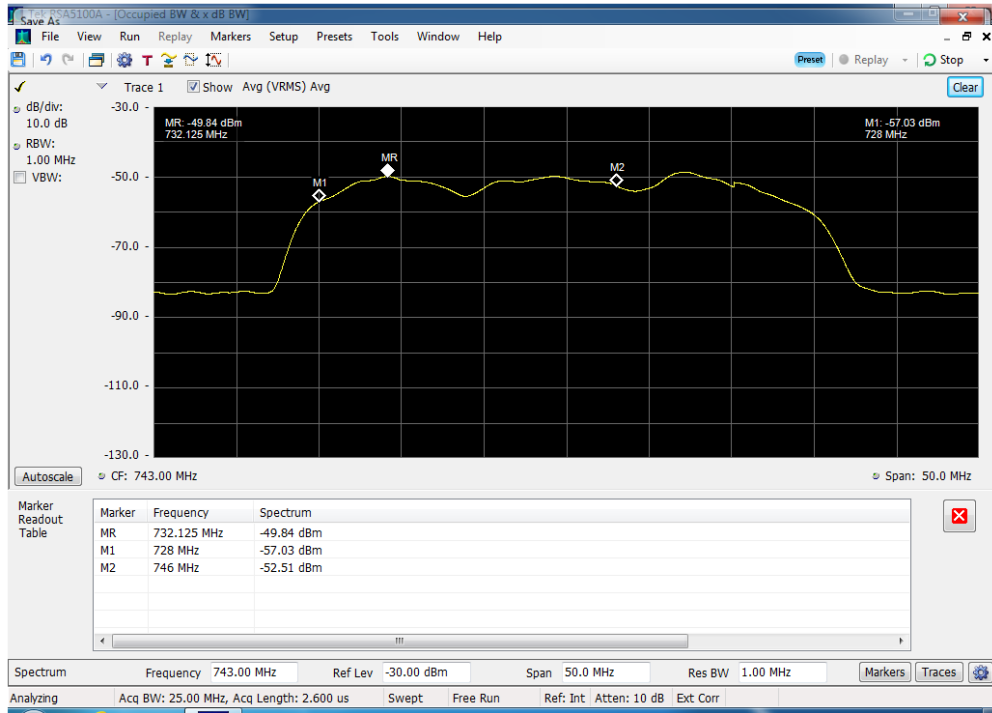 Tek RSA5100A - [Occupied BW & x dB BW]
Save As
File View Run Replay Markers Setup Presets Tools Window Help
T Preset Replay Stop
Trace 1 Show Avg (VRMS) Avg Clear
dB/div:
10.0 dB
RBW:
1.00 MHz
VBW:
-30.0
-50.0
-70.0
-90.0
-110.0
-130.0
MR: -49.84 dBm
732.125 MHz
M1: -57.03 dBm
728 MHz
M1
MR
M2
Autoscale CF: 743.00 MHz Span: 50.0 MHz
Marker
Readout
Table
Marker Frequency Spectrum
MR 732.125 MHz -49.84 dBm
M1 728 MHz -57.03 dBm
M2 746 MHz -52.51 dBm
Spectrum Frequency 743.00 MHz Ref Lev -30.00 dBm Span 50.0 MHz Res BW 1.00 MHz Markers Traces
Analyzing Acq BW: 25.00 MHz, Acq Length: 2.600 us Swept Free Run Ref: Int Atten: 10 dB Ext Corr